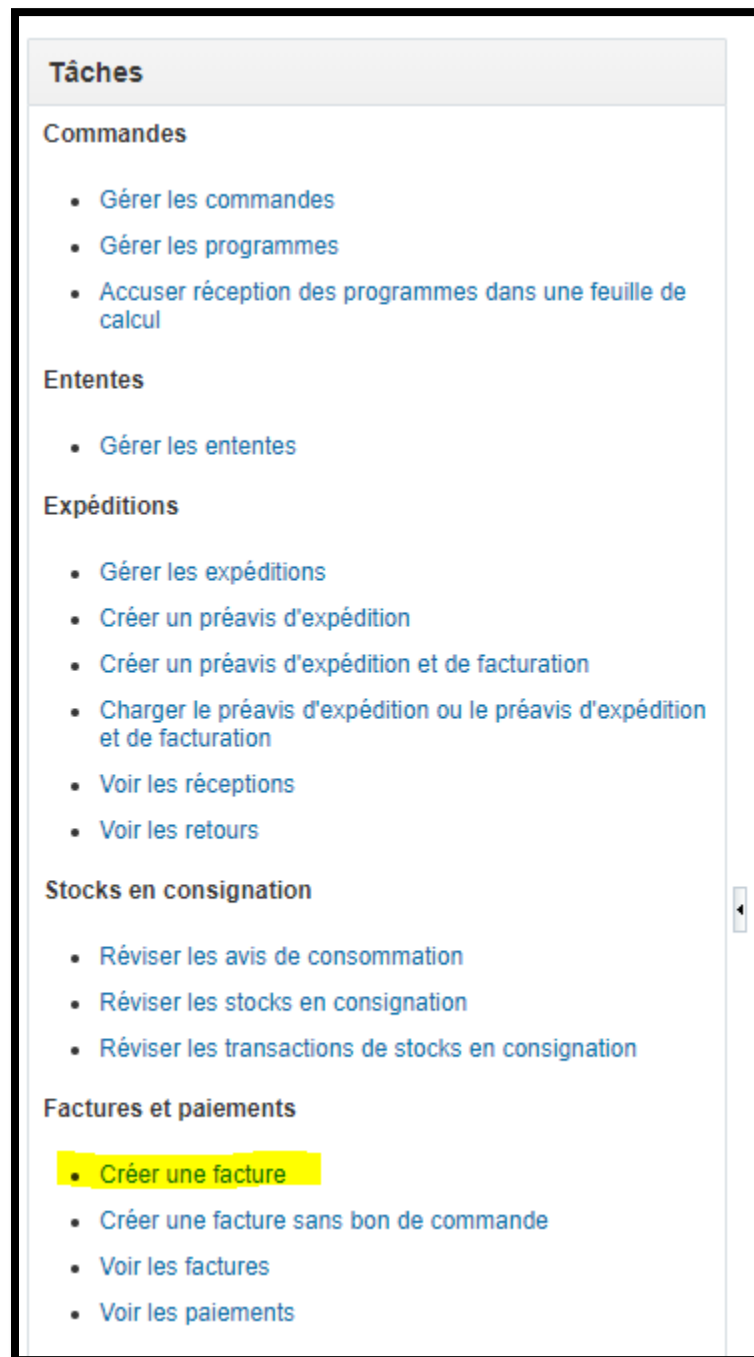 Tâches
Commandes
Gérer les commandes
Gérer les programmes
Accuser réception des programmes dans une feuille de
calcul
Ententes
Gérer les ententes
Expéditions
Gérer les expéditions
Créer un préavis d'expédition
Créer un préavis d'expédition et de facturation
Charger le préavis d'expédition ou le préavis d'expédition
et de facturation
Voir les réceptions
Voir les retours
Stocks en consignation
Réviser les avis de consommation
Réviser les stocks en consignation
Réviser les transactions de stocks en consignation
Factures et paiements
Créer une facture
Créer une facture sans bon de commande
Voir les factures
Voir les paiements